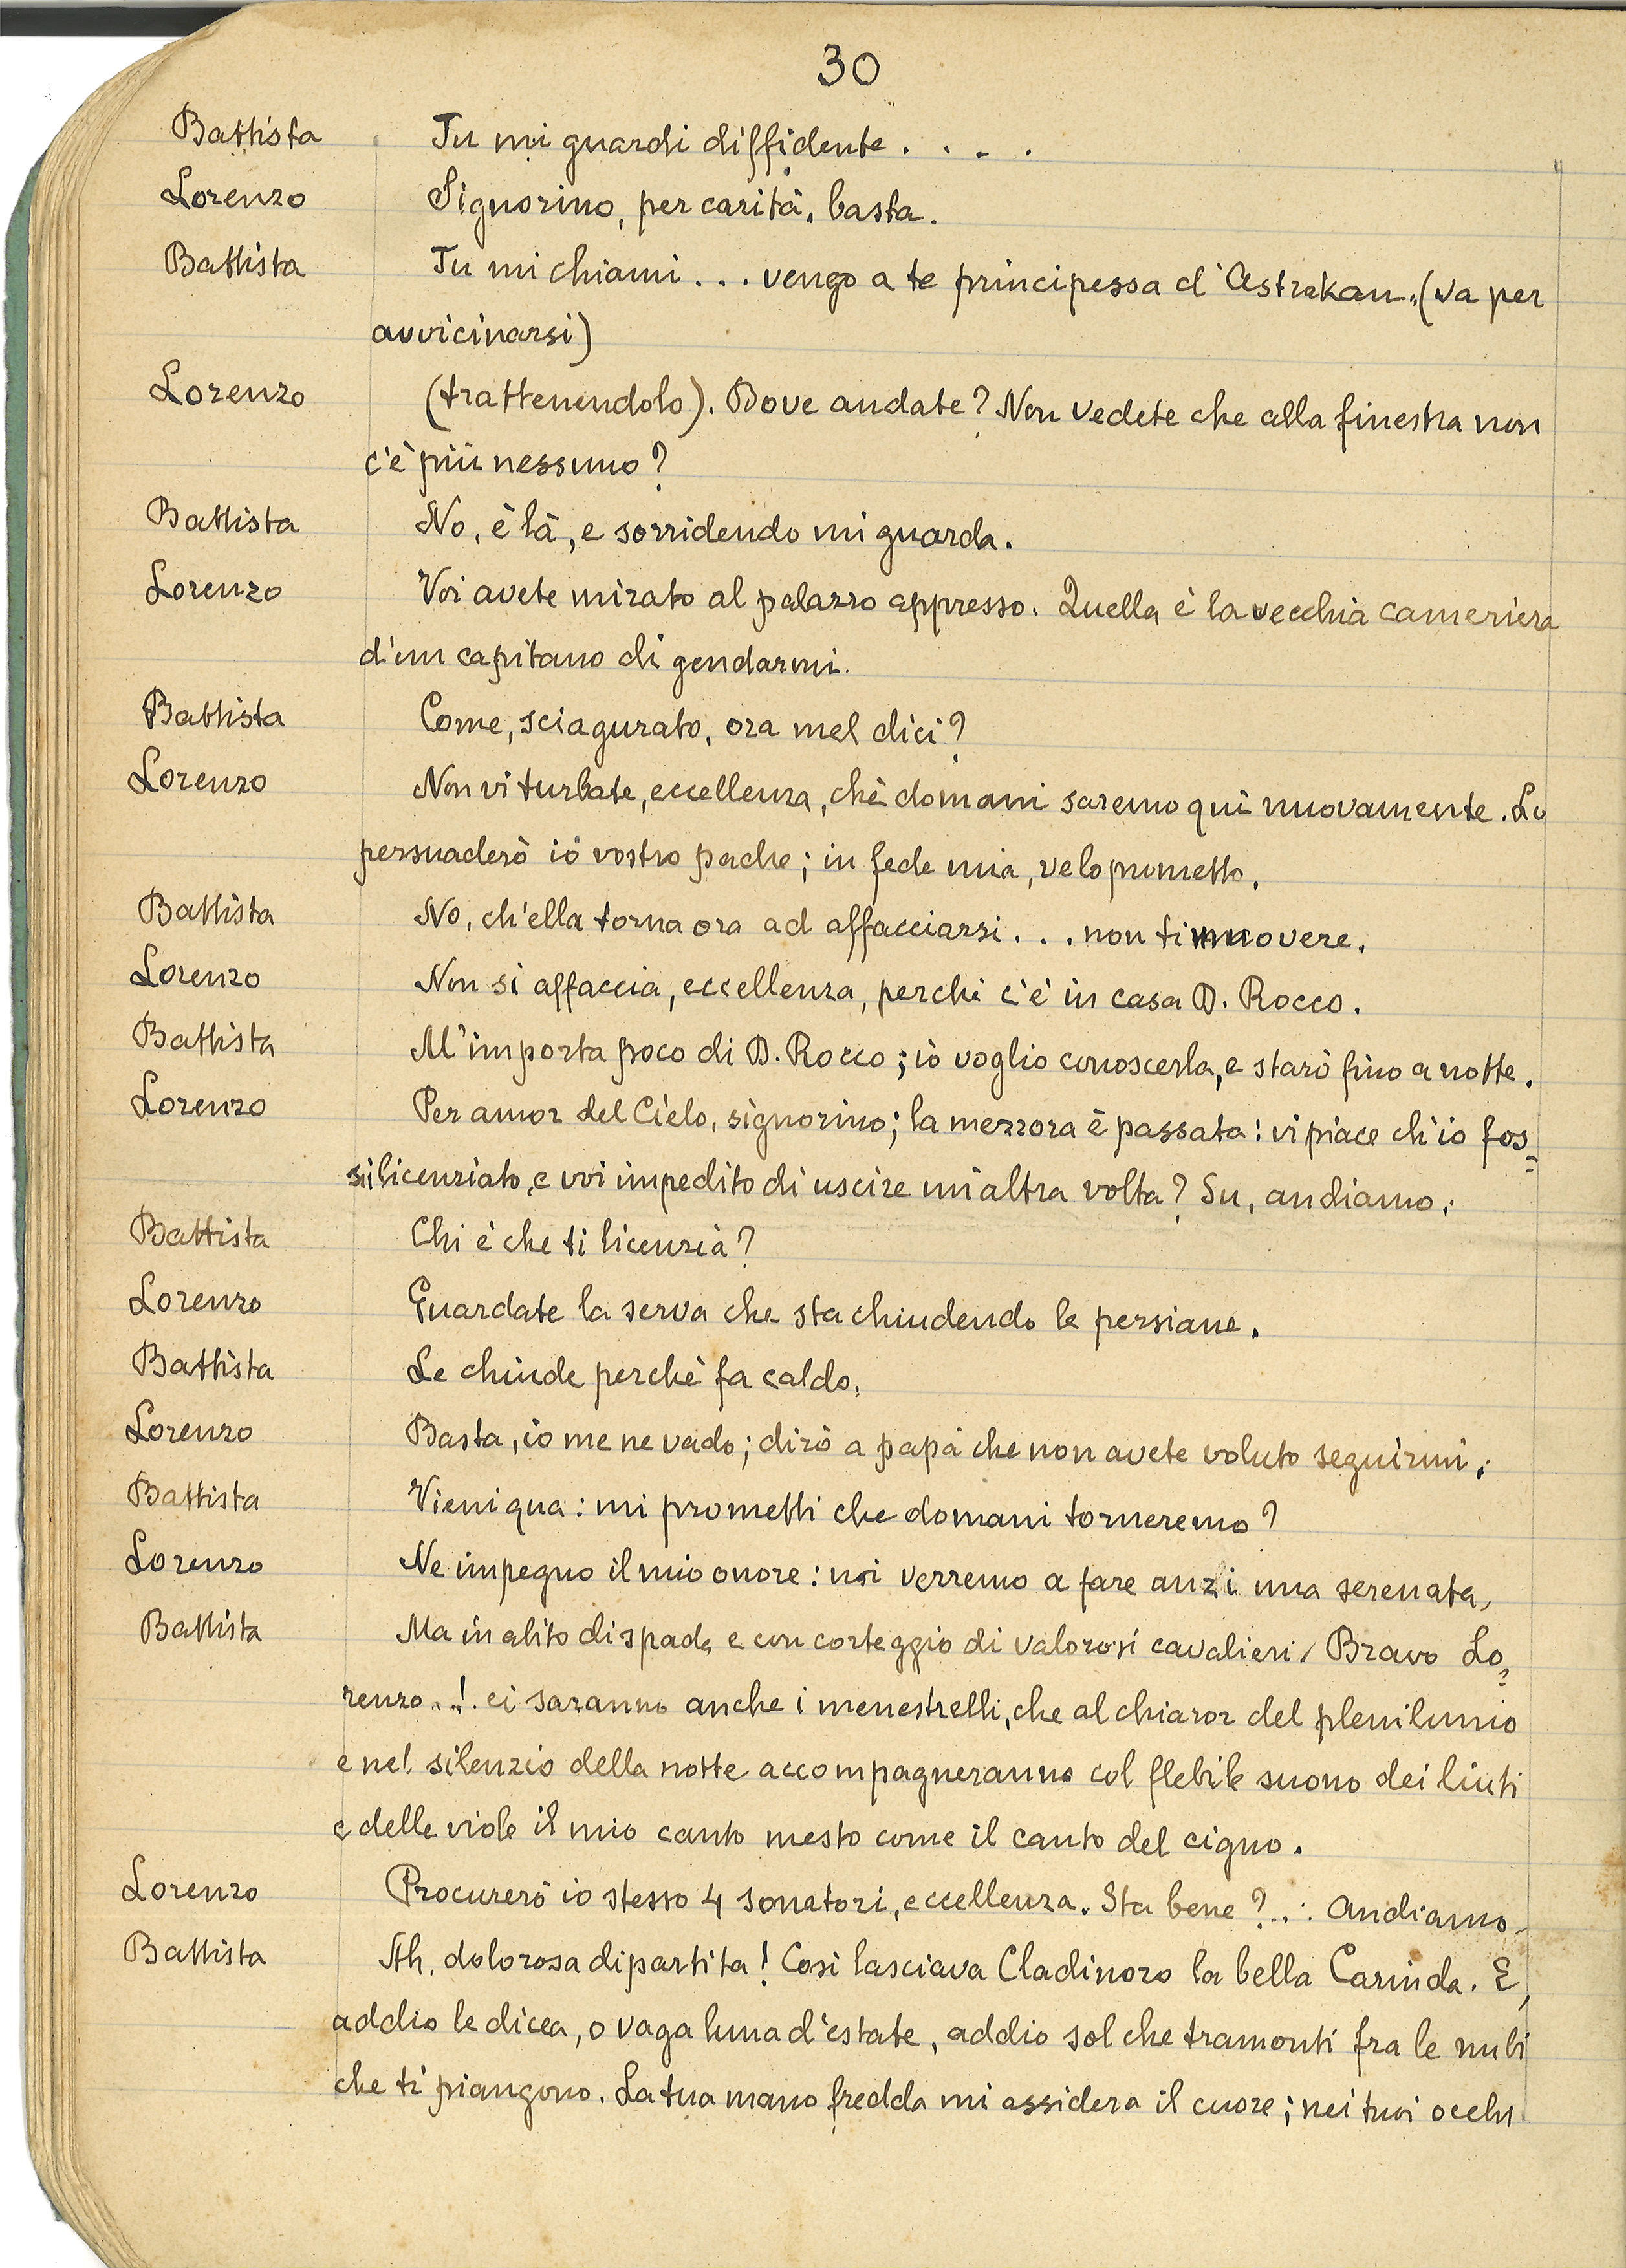 30
Battista Tu mi guardi diffidente. . . .
Lorenzo Signorino, per carità, basta.
Battista Tu mi chiami... vengo a te principessa d'Astrakan. (va per
avvicinarsi)
Lorenzo (trattenendolo). Dove andate? Non vedete che alla finestra non
c'è più nessuno?
Battista No, è là, e sorridendo mi guarda.
Lorenzo Voi avete mirato al palazzo appresso. Quella è la vecchia cameriera
d'un capitano di gendarmi.
Battista Come, sciagurato, ora mel dici?
Lorenzo Non vi turbate, eccellenza, chè domani saremo quì nuovamente. Lo
persuaderò io vostro padre; in fede mia, ve lo prometto.
Battista No, ch'ella torna ora ad affacciarsi... non ti muovere.
Lorenzo Non si affaccia, eccellenza, perchè c'è in casa D. Rocco.
Battista M'importa poco di D. Rocco; io voglio conoscerla, e starò fino a notte.
Lorenzo Per amor del Cielo, signorino; la mezzora è passata: vi piace ch'io fos=
si licenziato, e voi impedito di uscire un'altra volta? Su, andiamo.
Battista Chi è che ti licenzia?
Lorenzo Guardate la serva che sta chiudendo le persiane.
Battista Le chiude perchè fa caldo.
Lorenzo Basta, io me ne vado; dirò a papà che non avete voluto seguirmi.
Battista Vieni qua: mi prometti che domani torneremo?
Lorenzo Ne impegno il mio onore: noi verremo a fare anzi una serenata,
Battista Ma in abito di spada e con corteggio di valorosi cavalieri. Bravo Lo=
renzo..! ci saranno anche i menestrelli, che al chiaror del plenilunio
e nel silenzio della notte accompagneranno col flebile suono dei liuti
e delle viole il mio canto mesto come il canto del cigno.
Lorenzo Procurerò io stesso 4 sonatori, eccellenza. Sta bene?... Andiamo.
Battista Ah, dolorosa dipartita! Così lasciava Cladinoro la bella Carinda. E,
addio le dicea, o vaga luna d'estate, addio sol che tramonti fra le nubi
che ti piangono. La tua mano fredda mi assidera il cuore; nei tuoi occhi